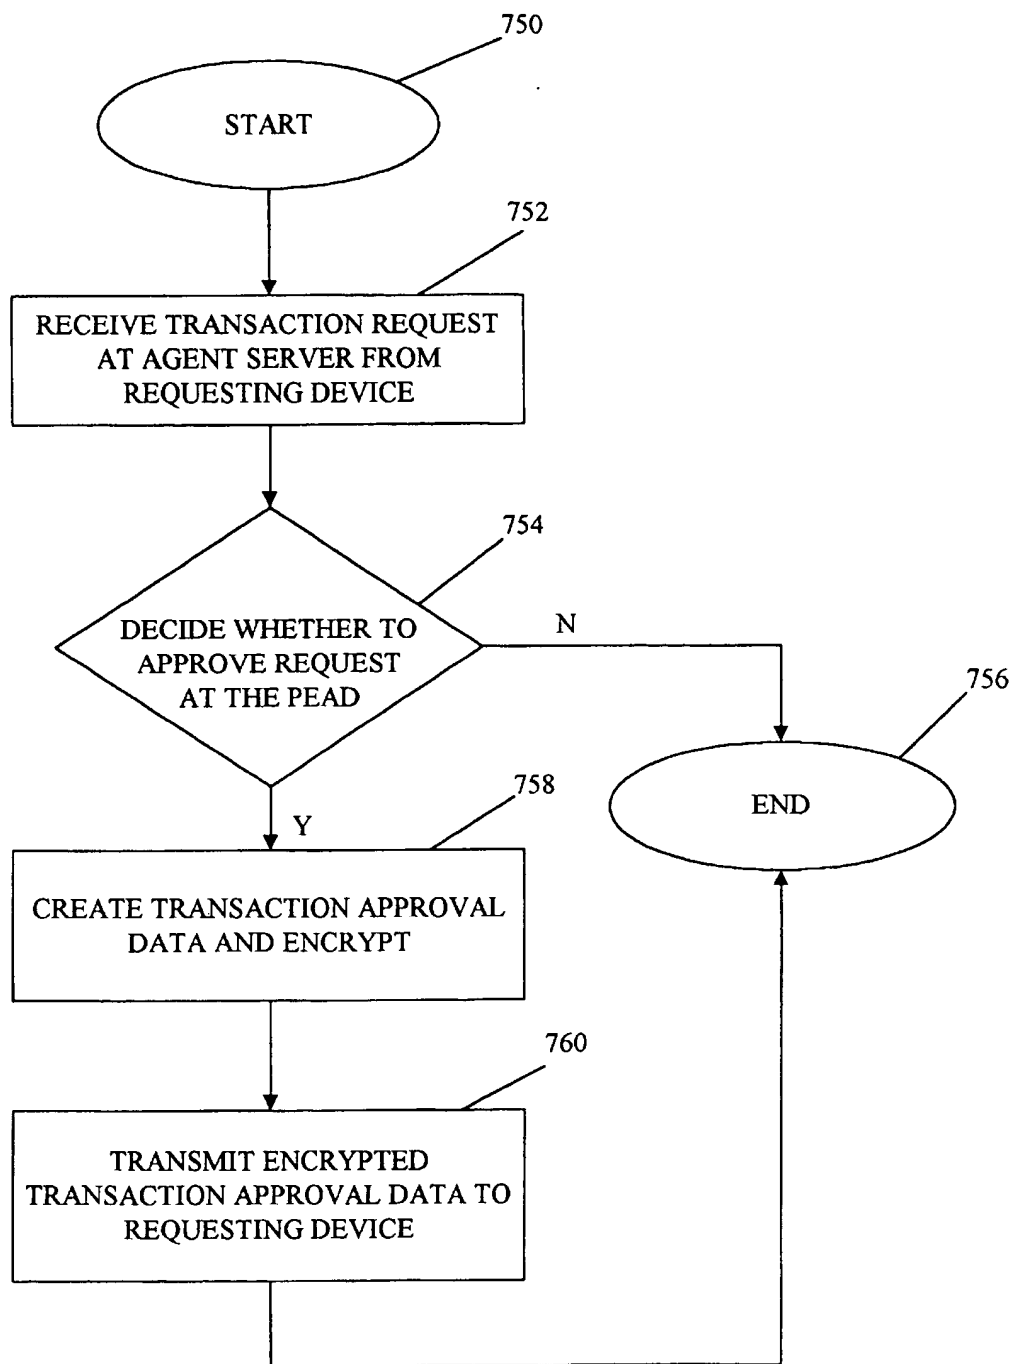 750
START
752
RECEIVE TRANSACTION REQUEST
AT AGENT SERVER FROM
REQUESTING DEVICE
754
DECIDE WHETHER TO
APPROVE REQUEST
AT THE PEAD
N
756
END
758
Y
CREATE TRANSACTION APPROVAL
DATA AND ENCRYPT
760
TRANSMIT ENCRYPTED
TRANSACTION APPROVAL DATA TO
REQUESTING DEVICE